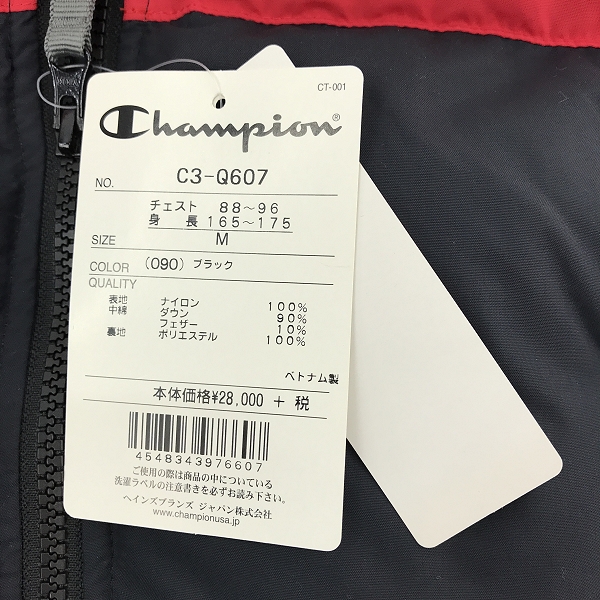 CT-001
Champion®
NO. C3-Q607
チェスト 88～96
身 長 165～175
SIZE M
COLOR (090) ブラック
QUALITY
表地 ナイロン 100%
中綿 ダウン 90%
フェザー 10%
裏地 ポリエステル 100%
ベトナム製
本体価格¥28,000 + 税
4548343976607
ご使用の際は商品の中についている
洗濯ラベルの注意書きを必ずお読み下さい。
ヘインズブランズ ジャパン株式会社
www.championusa.jp